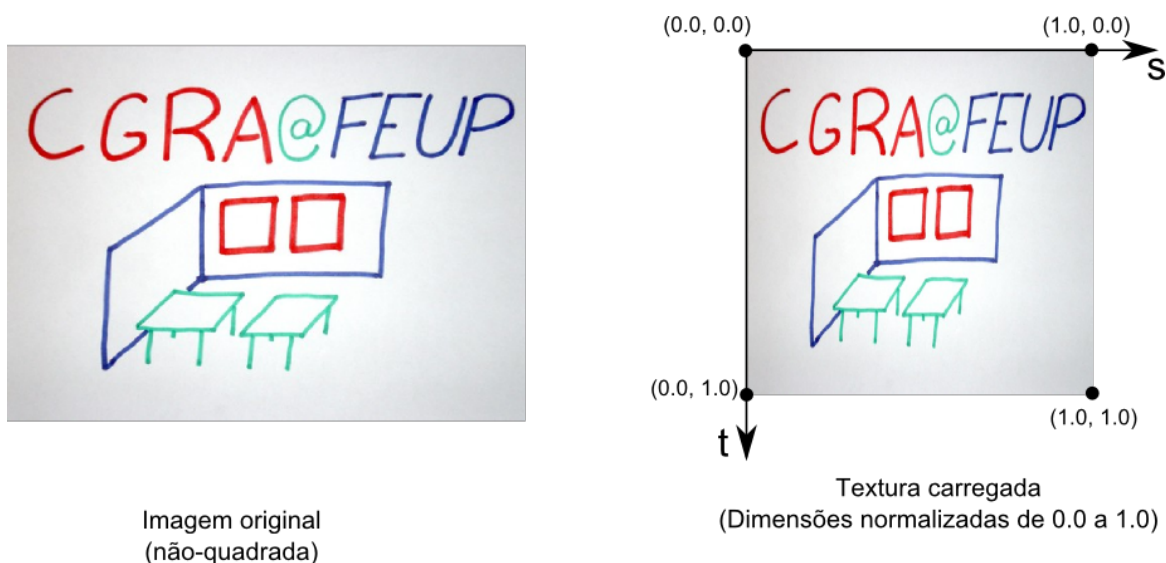 CGRA@FEUP
Imagem original
(não-quadrada)
(0.0, 0.0)
(1.0, 0.0)
s
CGRA@FEUP
(0.0, 1.0)
(1.0, 1.0)
t
Textura carregada
(Dimensões normalizadas de 0.0 a 1.0)